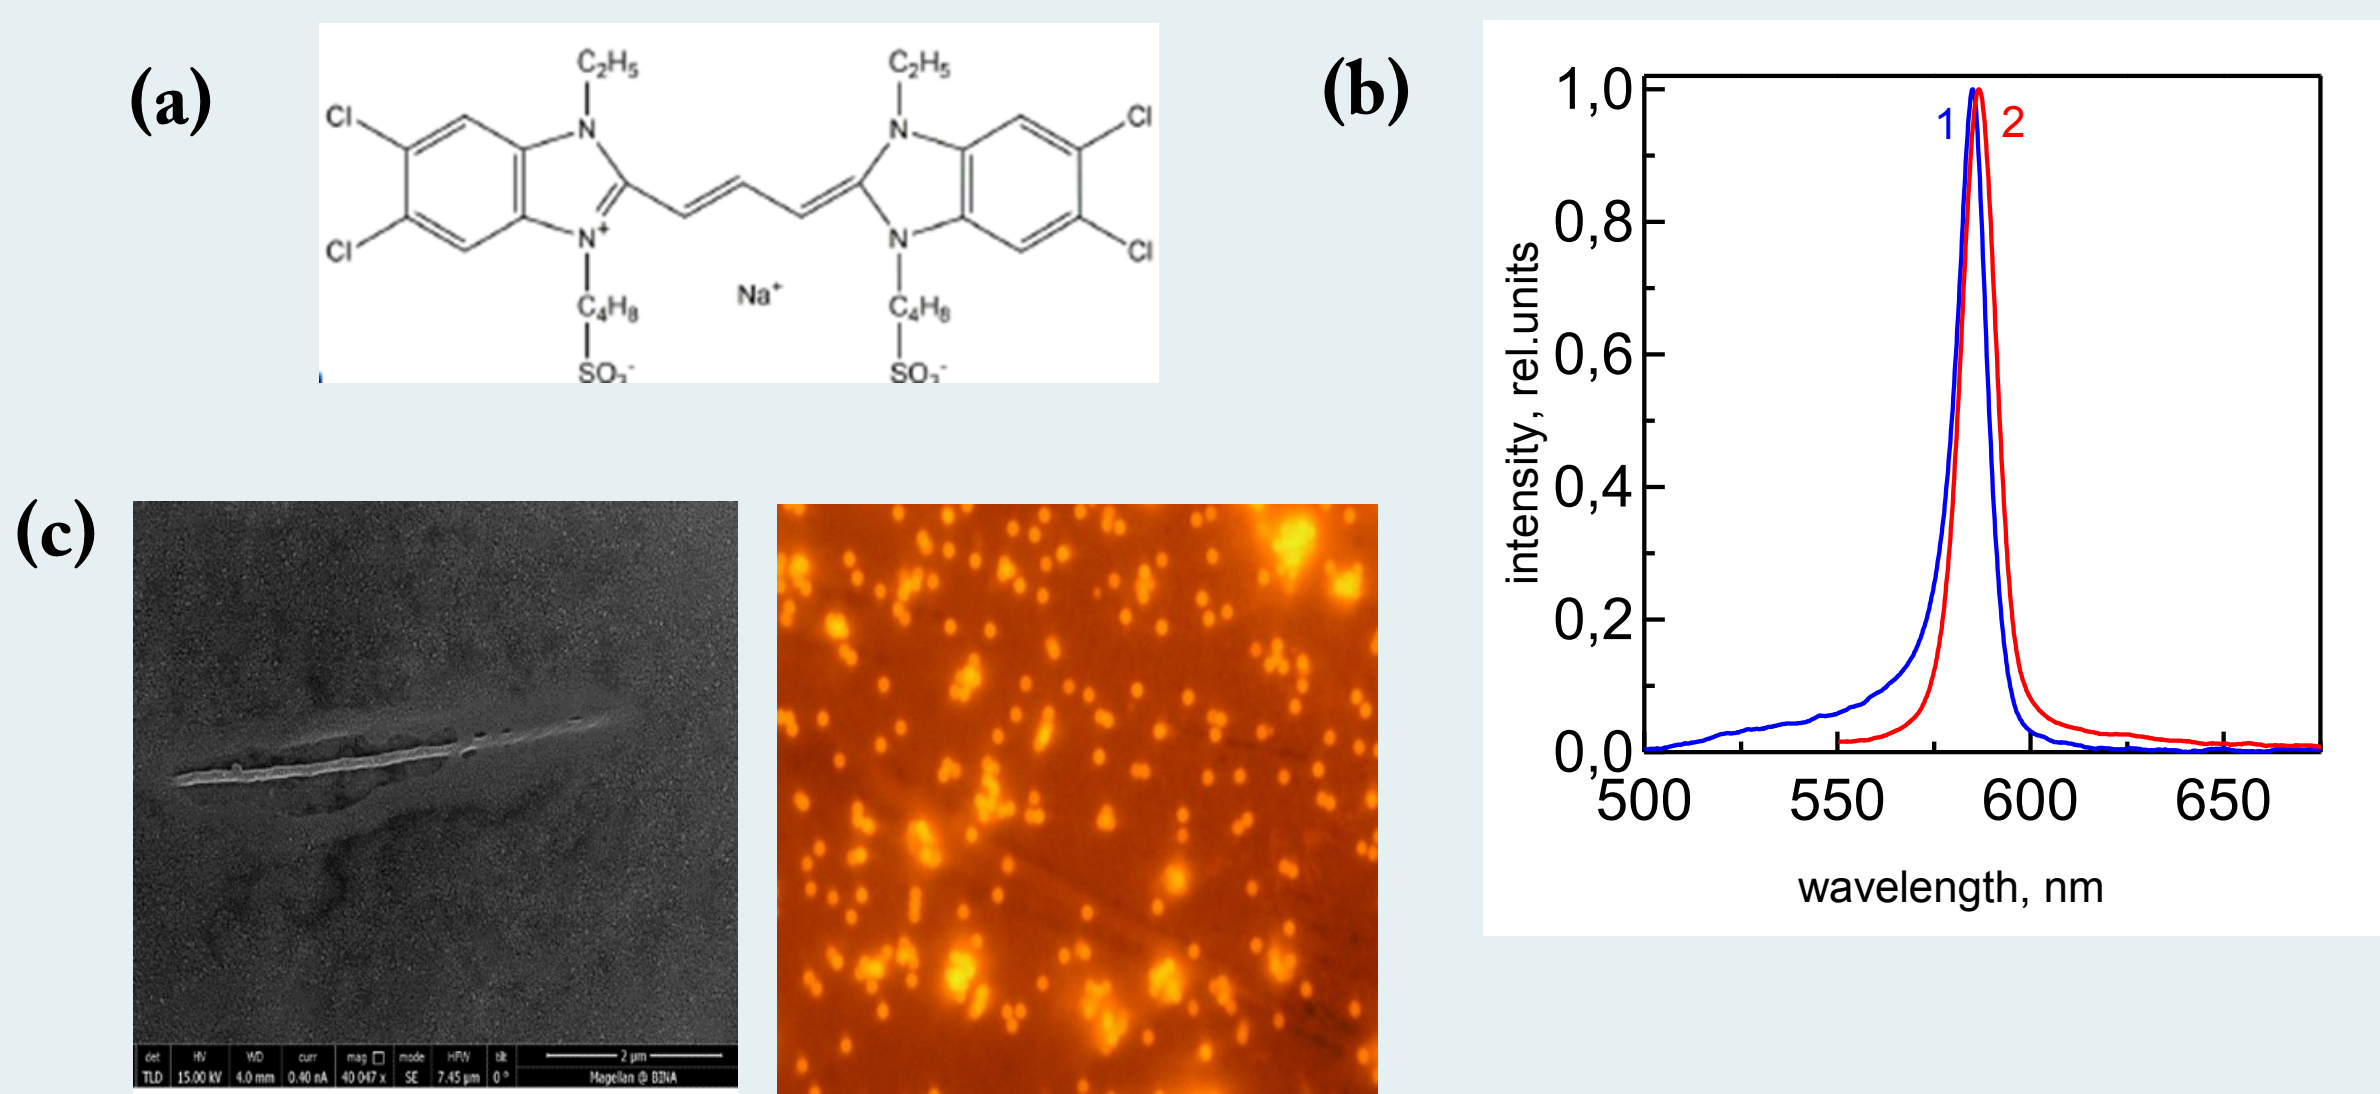 (a)
C₂H₅ C₂H₅
Cl N N Cl
Cl N⁺ N Cl
Na⁺
C₄H₈ C₄H₈
SO₃⁻ SO₃⁻
(b)
1,0
1 2
0,8
0,6
0,4
0,2
0,0
500 550 600 650
intensity, rel.units
wavelength, nm
(c)
det HV WD curr mag mode HFW tilt 2 µm
TLD 15.00 kV 4.0 mm 0.40 nA 40 047 x SE 7.45 µm 0 ° Magellan @ BINA